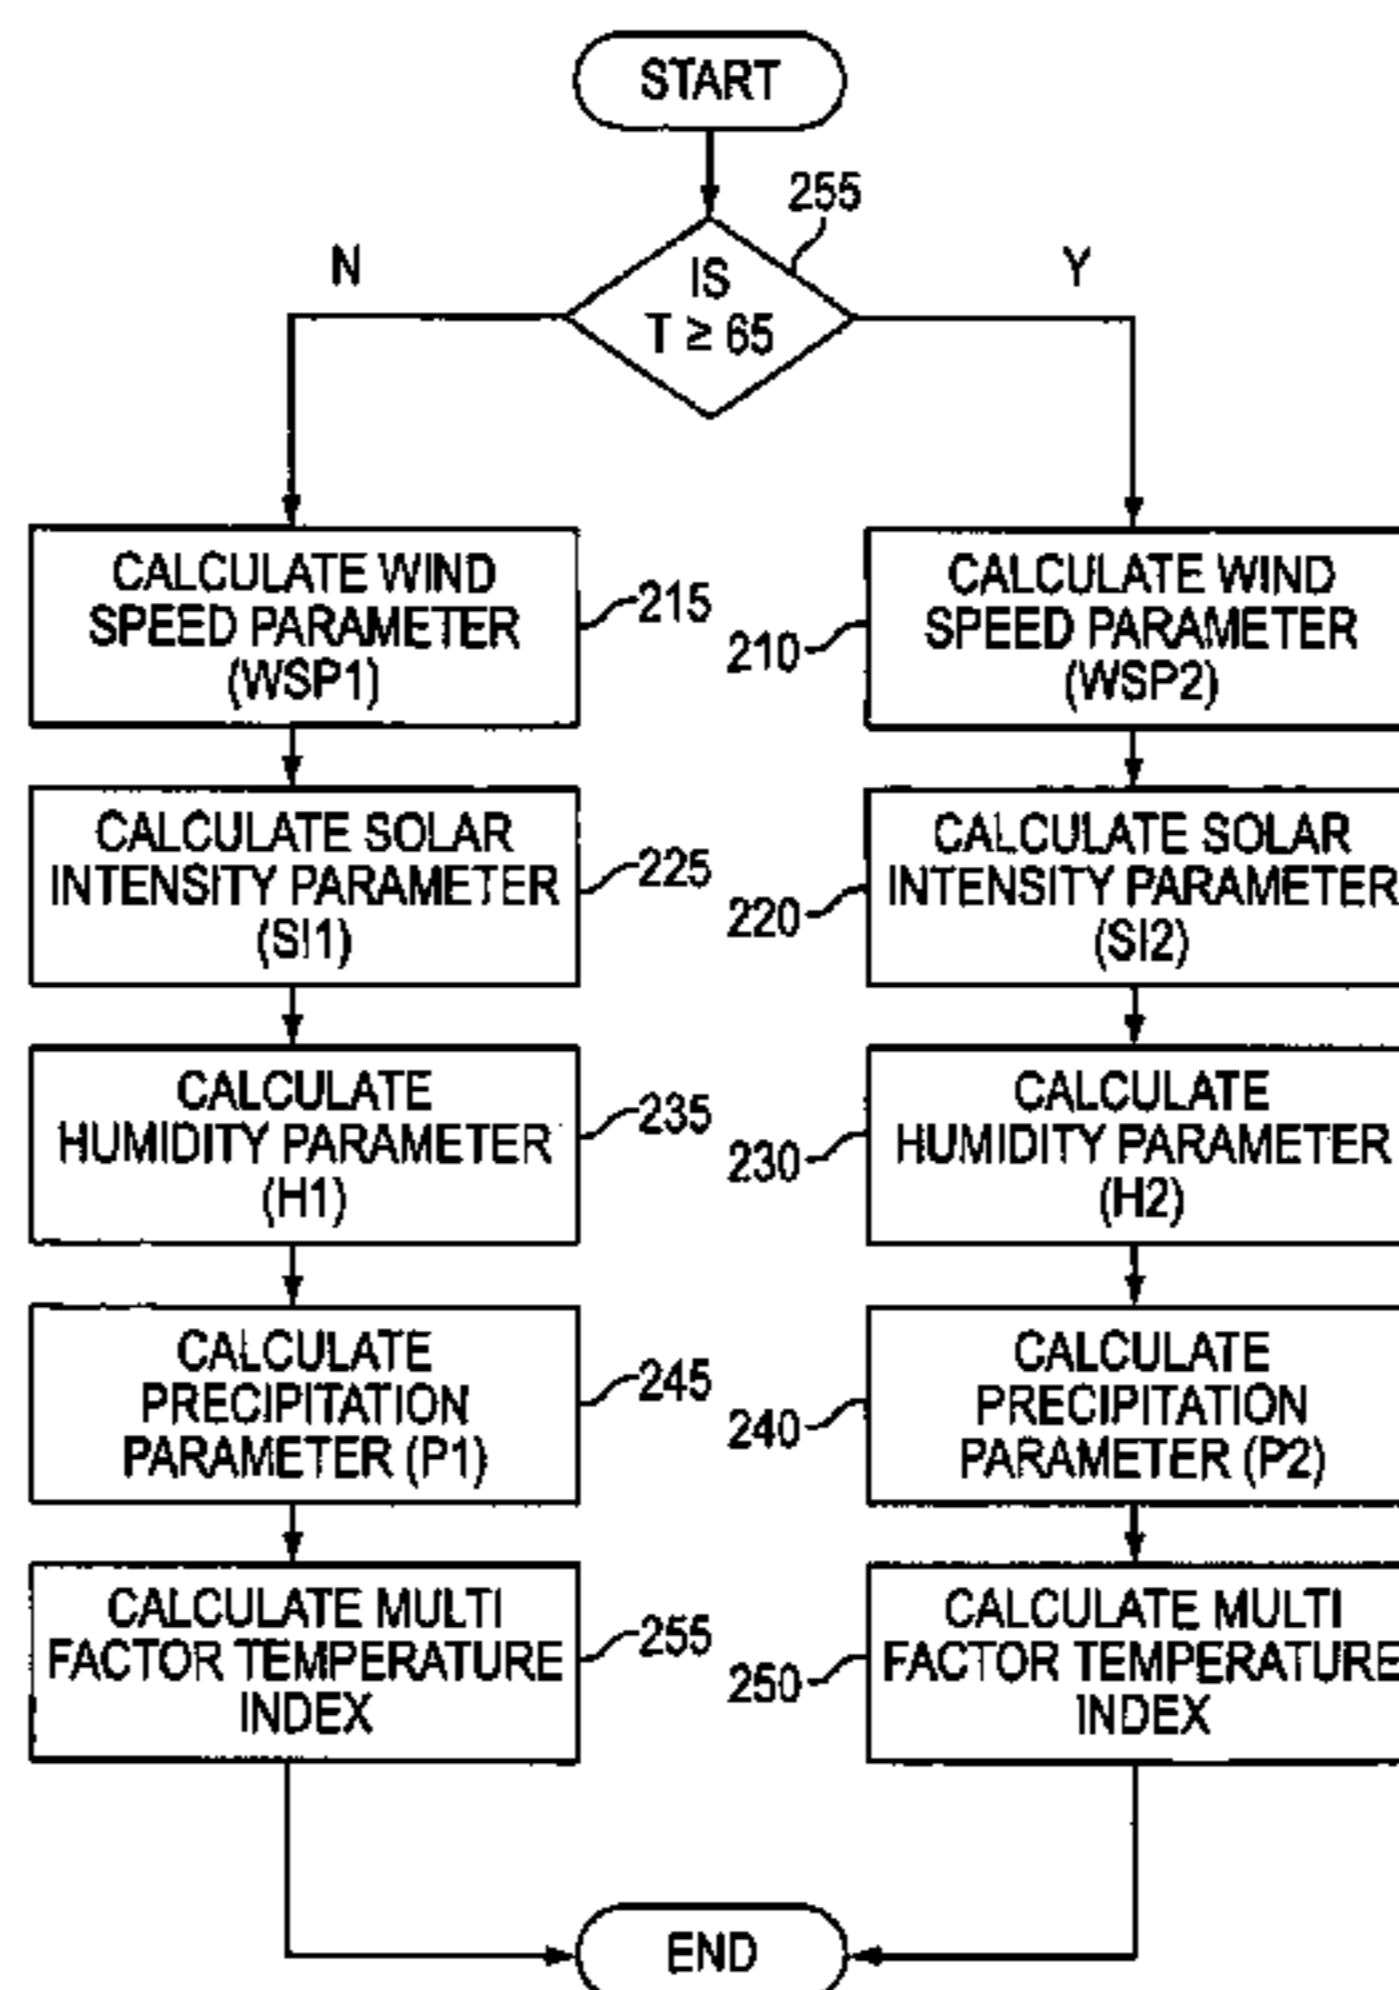 START
255
N
Y
IS
T ≥ 65
CALCULATE WIND
SPEED PARAMETER
(WSP1)
215
210
CALCULATE WIND
SPEED PARAMETER
(WSP2)
CALCULATE SOLAR
INTENSITY PARAMETER
(SI1)
225
220
CALCULATE SOLAR
INTENSITY PARAMETER
(SI2)
CALCULATE
HUMIDITY PARAMETER
(H1)
235
230
CALCULATE
HUMIDITY PARAMETER
(H2)
CALCULATE
PRECIPITATION
PARAMETER (P1)
245
240
CALCULATE
PRECIPITATION
PARAMETER (P2)
CALCULATE MULTI
FACTOR TEMPERATURE
INDEX
255
250
CALCULATE MULTI
FACTOR TEMPERATURE
INDEX
END